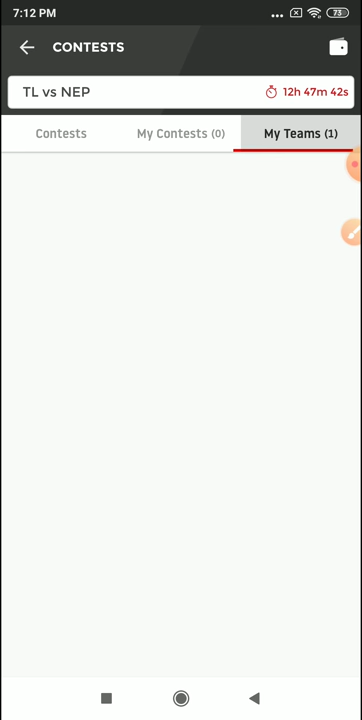 7:12 PM
73
CONTESTS
TL vs NEP
12h 47m 42s
Contests
My Contests (0)
My Teams (1)